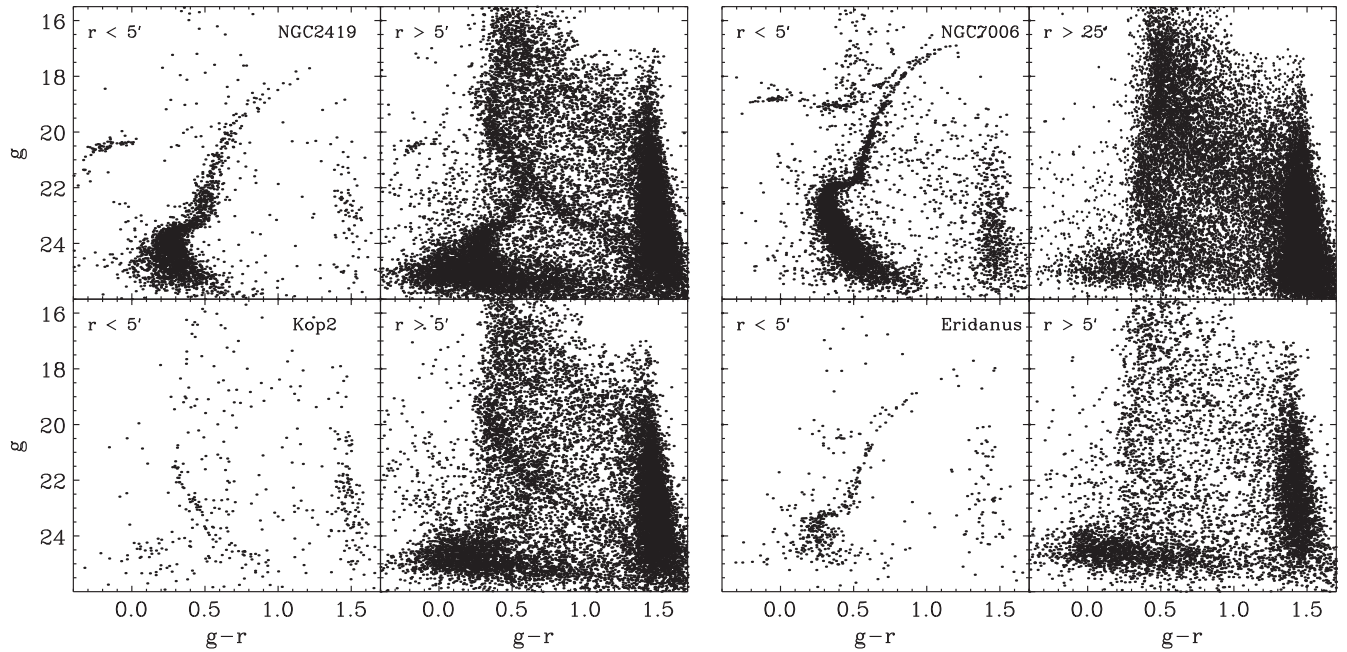 r < 5' NGC2419 r > 5' r < 5' NGC7006 r > 25'
16
18
20
22
24
g
r < 5' Kop2 r > 5' r < 5' Eridanus r > 5'
16
18
20
22
24
g
0.0 0.5 1.0 1.5 0.0 0.5 1.0 1.5 0.0 0.5 1.0 1.5 0.0 0.5 1.0 1.5
g-r g-r g-r g-r